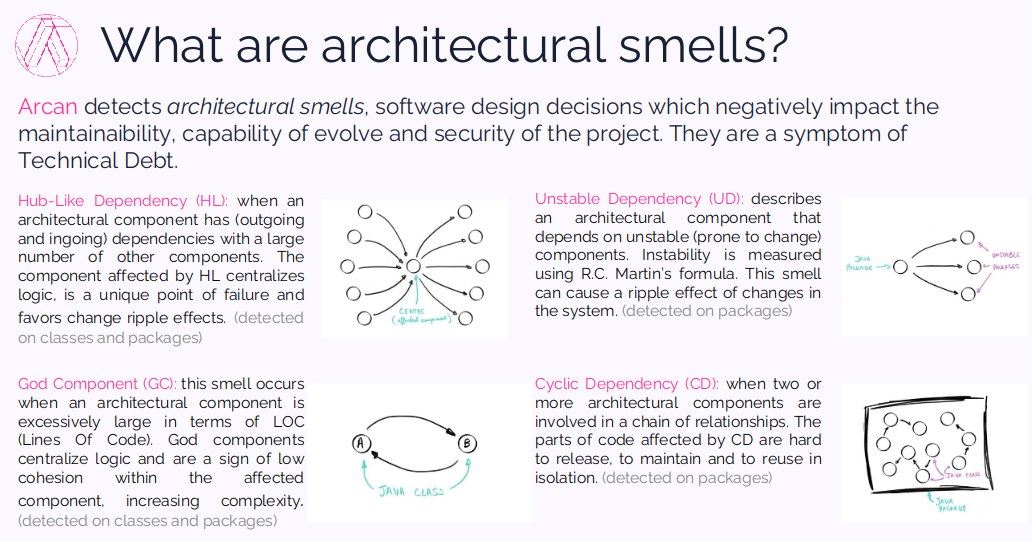 What are architectural smells?
Arcan detects architectural smells, software design decisions which negatively impact the
maintainaibility, capability of evolve and security of the project. They are a symptom of
Technical Debt.
Hub-Like Dependency (HL): when an
architectural component has (outgoing
and ingoing) dependencies with a large
number of other components. The
component affected by HL centralizes
logic, is a unique point of failure and
favors change ripple effects. (detected
on classes and packages)
CENTRE
(affected component)
Unstable Dependency (UD): describes
an architectural component that
depends on unstable (prone to change)
components. Instability is measured
using R.C. Martin's formula. This smell
can cause a ripple effect of changes in
the system. (detected on packages)
JAVA
PACKAGE
UNSTABLE
PACKAGES
God Component (GC): this smell occurs
when an architectural component is
excessively large in terms of LOC
(Lines Of Code). God components
centralize logic and are a sign of low
cohesion within the affected
component, increasing complexity.
(detected on classes and packages)
A
B
JAVA CLASS
Cyclic Dependency (CD): when two or
more architectural components are
involved in a chain of relationships. The
parts of code affected by CD are hard
to release, to maintain and to reuse in
isolation. (detected on packages)
JAVA CLASS
JAVA
PACKAGE